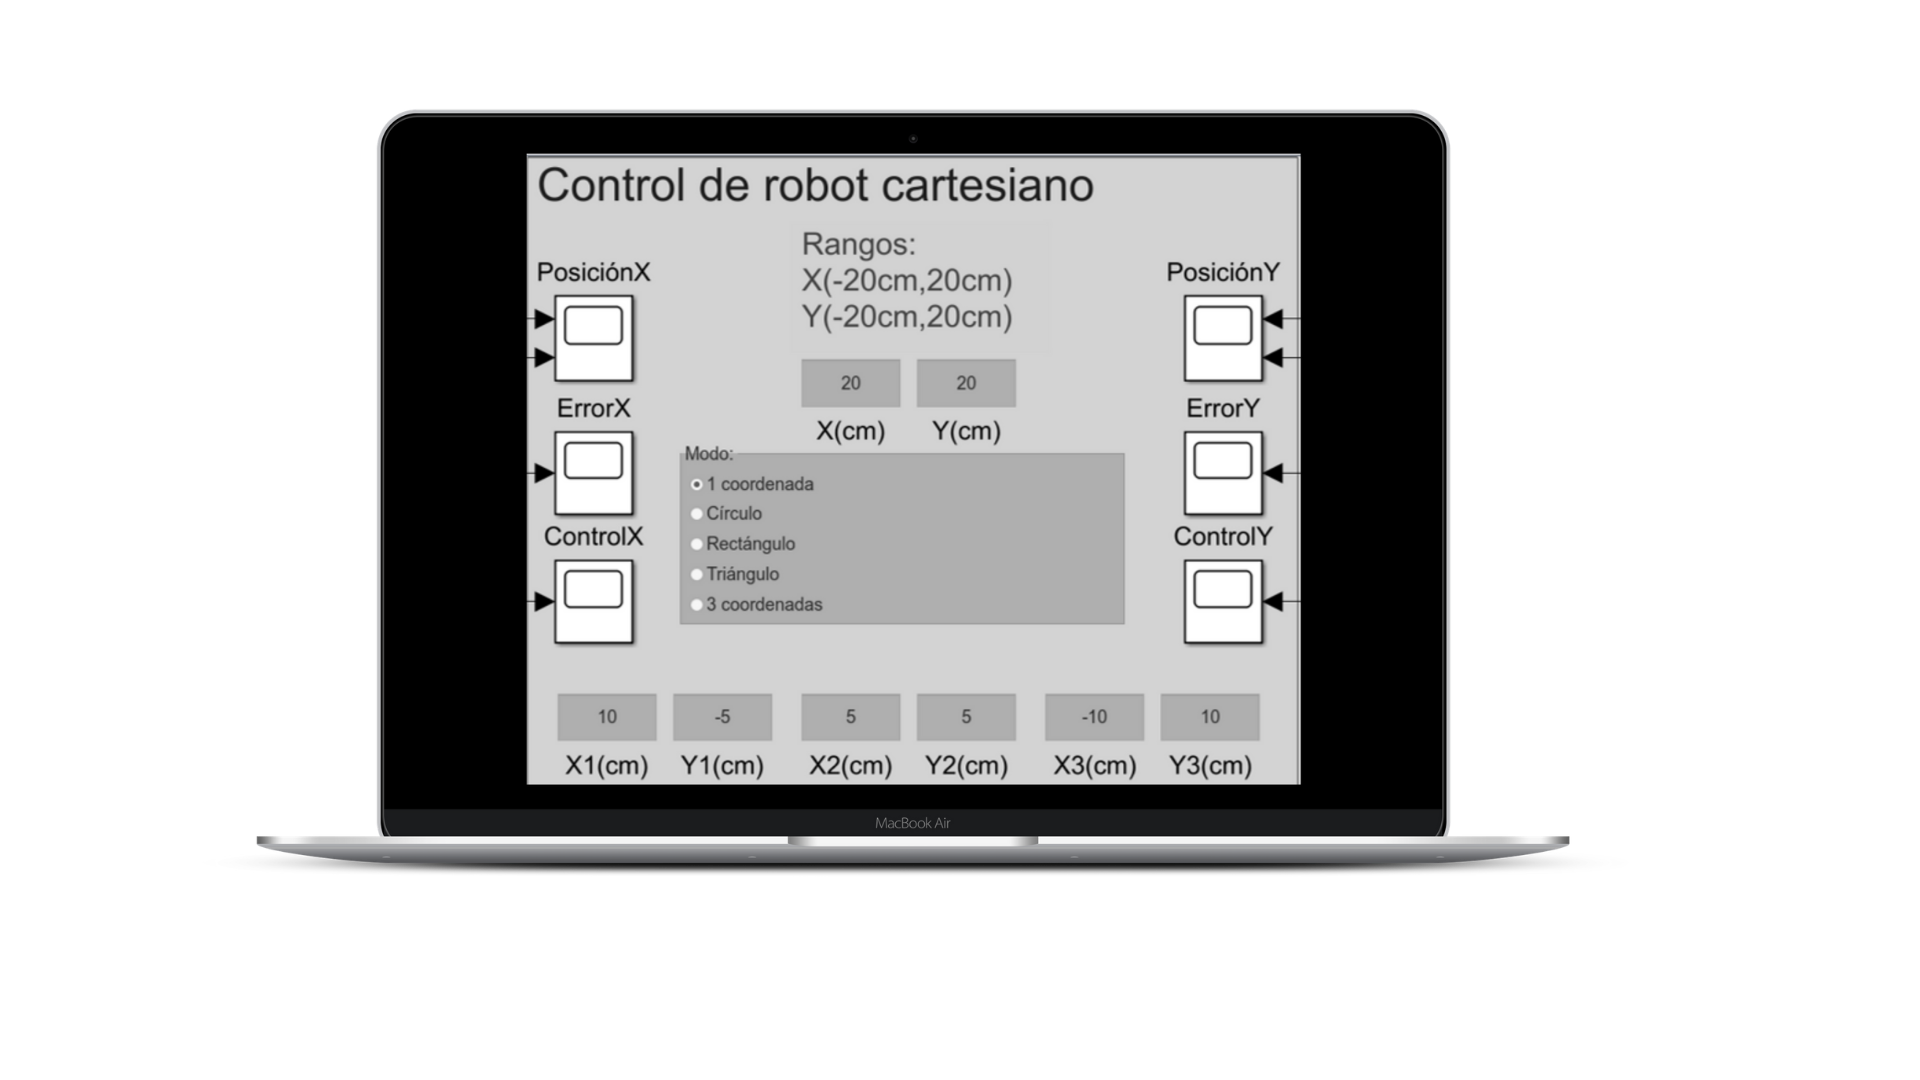 Control de robot cartesiano
Rangos:
X(-20cm,20cm)
Y(-20cm,20cm)
PosiciónX
PosiciónY
20
20
X(cm)
Y(cm)
ErrorX
ErrorY
Modo:
1 coordenada
Círculo
Rectángulo
Triángulo
3 coordenadas
ControlX
ControlY
10
-5
5
5
-10
10
X1(cm)
Y1(cm)
X2(cm)
Y2(cm)
X3(cm)
Y3(cm)
MacBook Air